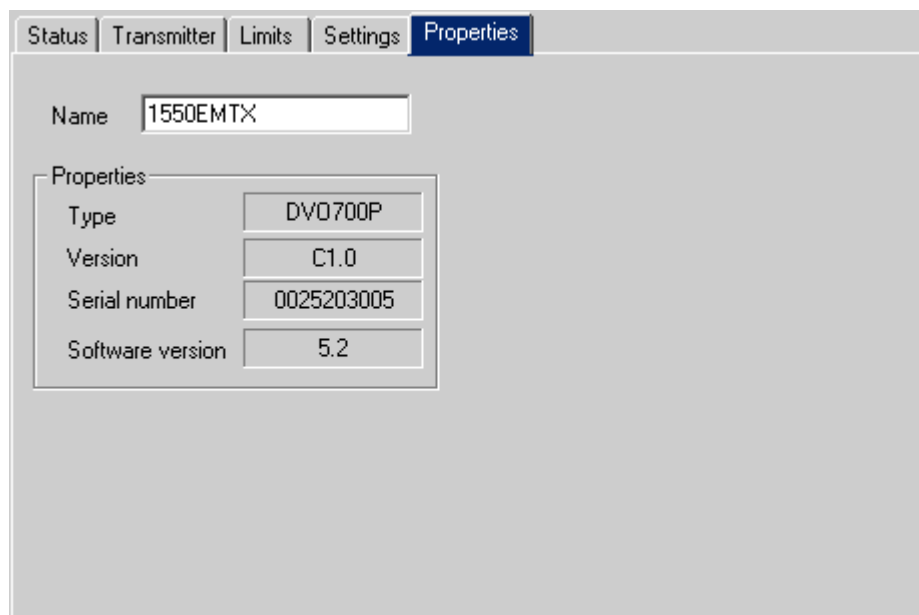 Status Transmitter Limits Settings Properties
Name 1550EMTX
Properties
Type DVO700P
Version C1.0
Serial number 0025203005
Software version 5.2